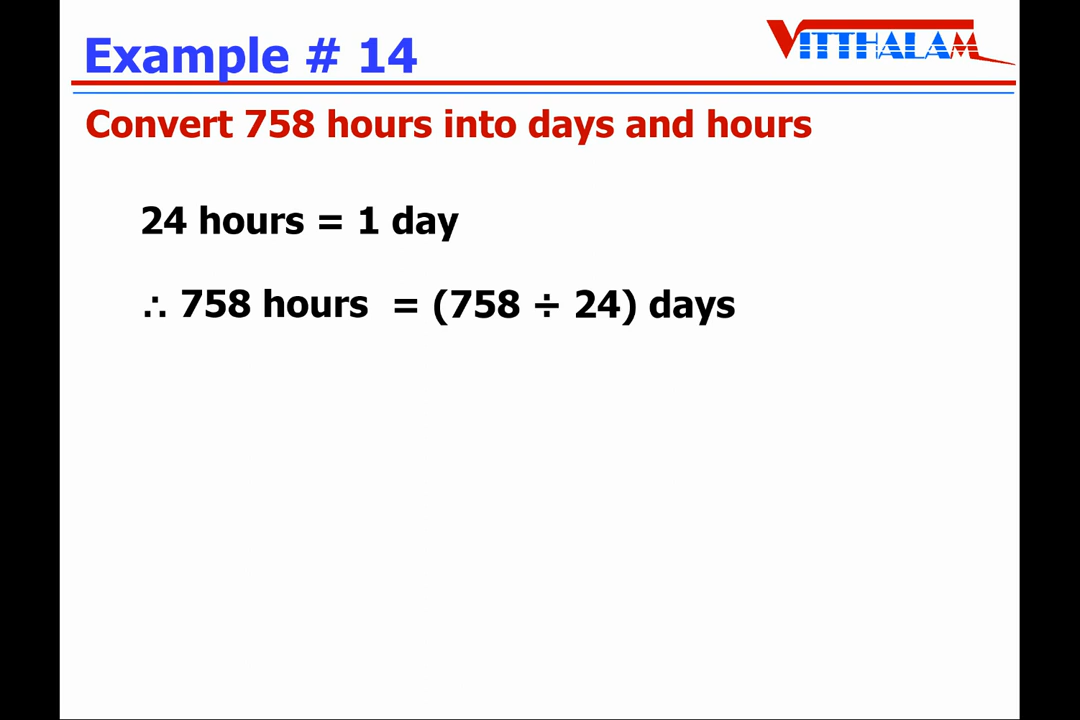 Example # 14
VITTHALAM
Convert 758 hours into days and hours
24 hours = 1 day
∴ 758 hours = (758 ÷ 24) days